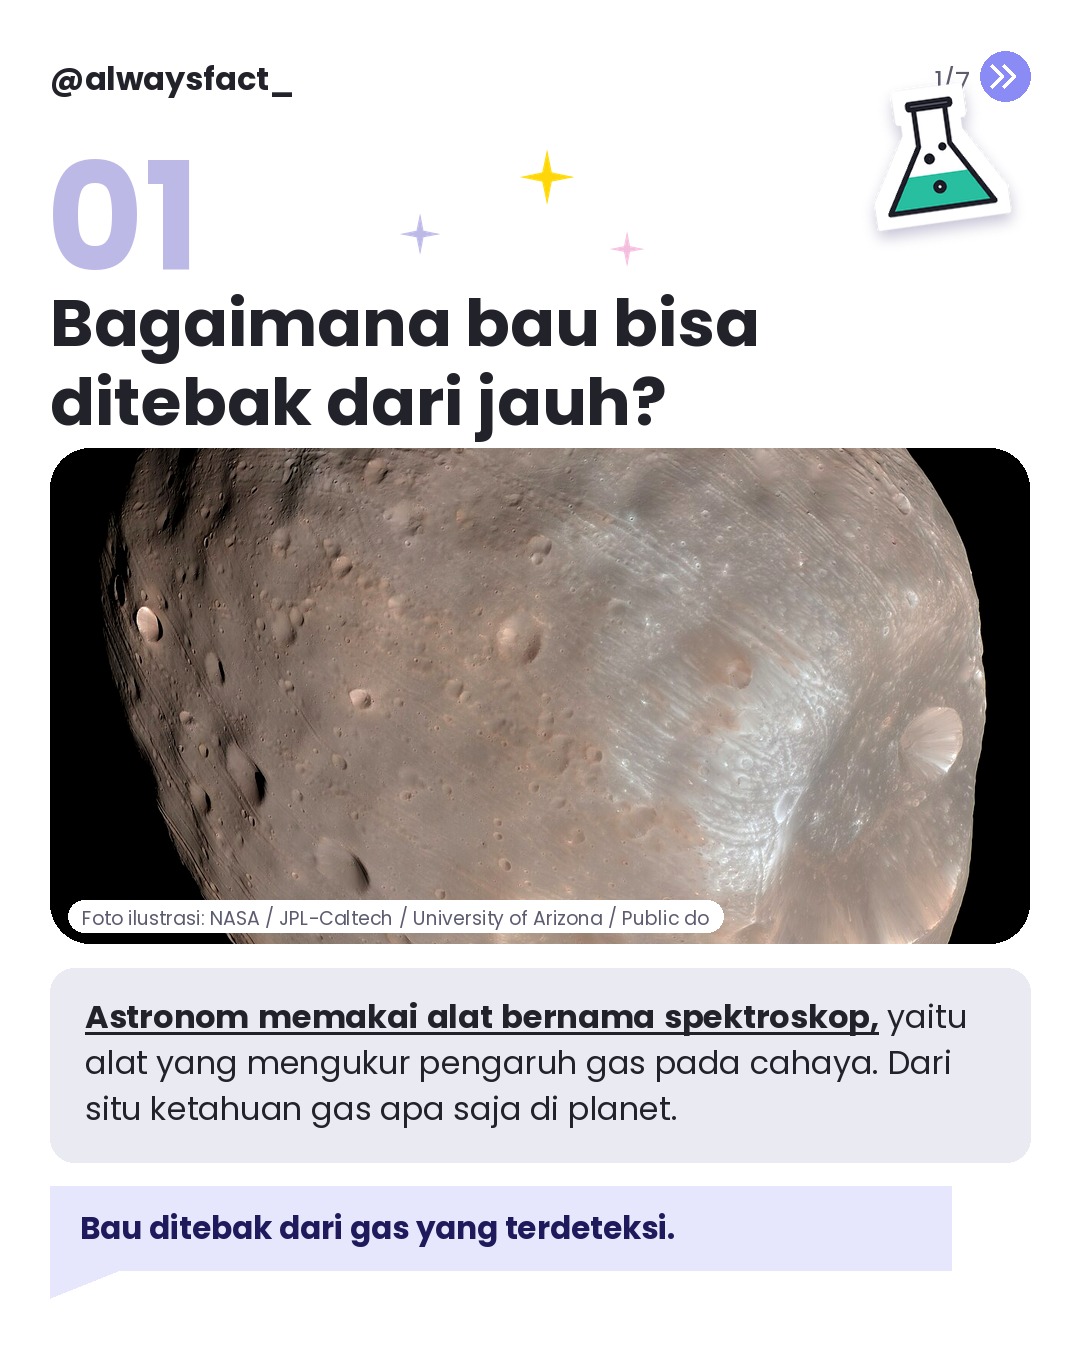 @alwaysfact_
1/7
01
Bagaimana bau bisa
ditebak dari jauh?
Foto ilustrasi: NASA / JPL-Caltech / University of Arizona / Public do
Astronom memakai alat bernama spektroskop, yaitu
alat yang mengukur pengaruh gas pada cahaya. Dari
situ ketahuan gas apa saja di planet.
Bau ditebak dari gas yang terdeteksi.